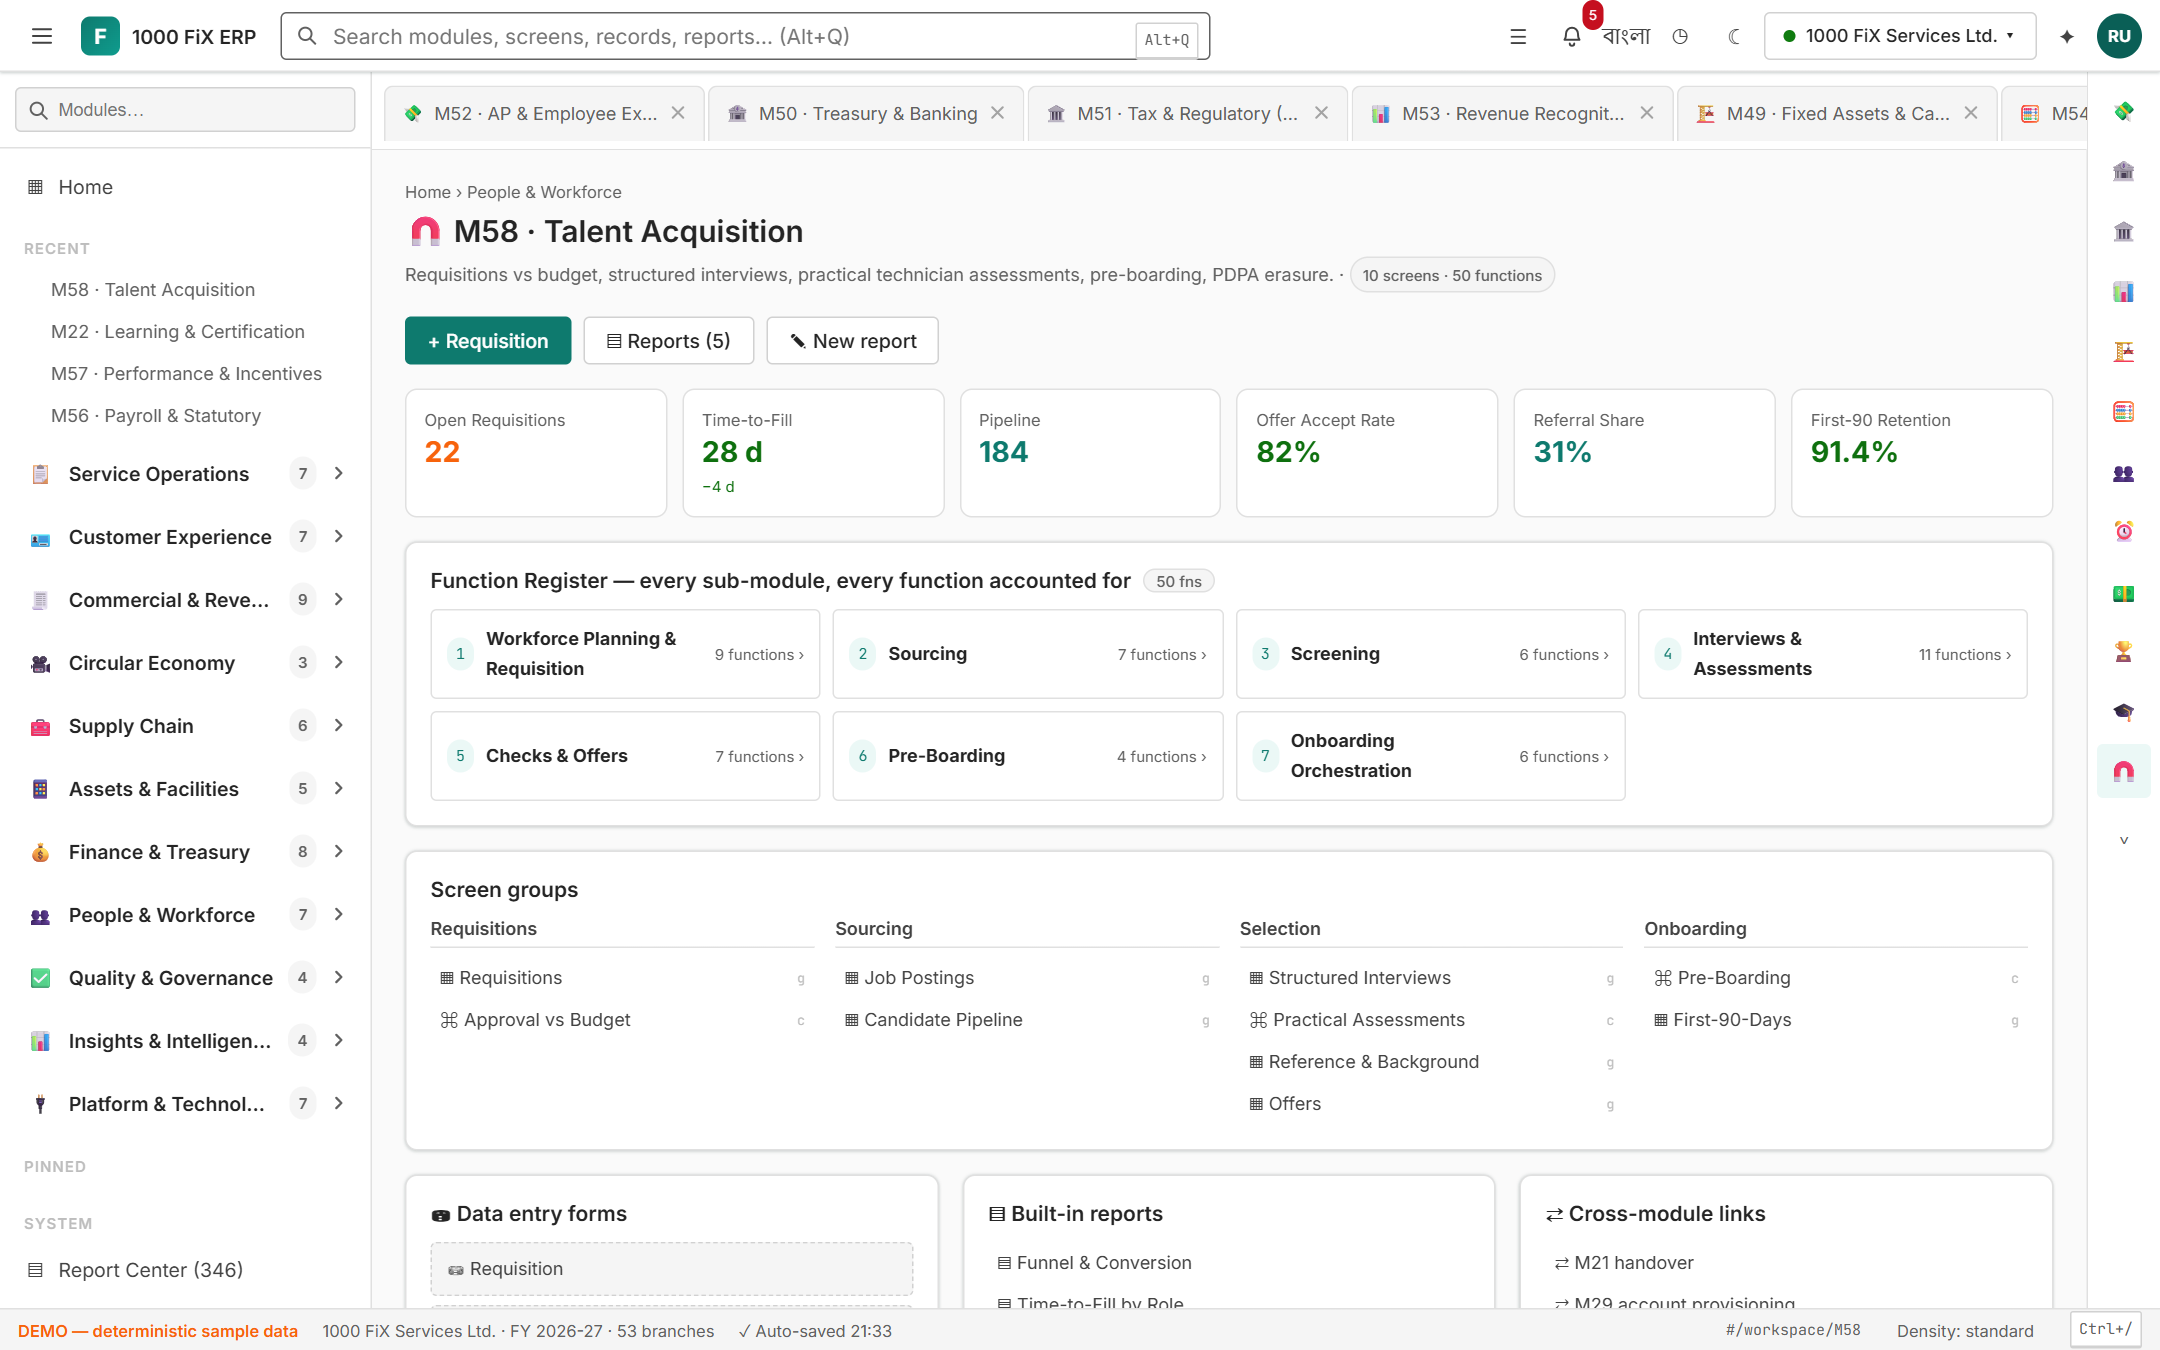 F 1000 FiX ERP
Search modules, screens, records, reports... (Alt+Q)
Alt+Q
5
বাংলা
1000 FiX Services Ltd.
RU
Modules...
M52 · AP & Employee Ex...
M50 · Treasury & Banking
M51 · Tax & Regulatory (...
M53 · Revenue Recognit...
M49 · Fixed Assets & Ca...
M54
Home
RECENT
M58 · Talent Acquisition
M22 · Learning & Certification
M57 · Performance & Incentives
M56 · Payroll & Statutory
Service Operations 7
Customer Experience 7
Commercial & Reve... 9
Circular Economy 3
Supply Chain 6
Assets & Facilities 5
Finance & Treasury 8
People & Workforce 7
Quality & Governance 4
Insights & Intelligen... 4
Platform & Technol... 7
PINNED
SYSTEM
Report Center (346)
Home › People & Workforce
M58 · Talent Acquisition
Requisitions vs budget, structured interviews, practical technician assessments, pre-boarding, PDPA erasure. · 10 screens · 50 functions
+ Requisition
Reports (5)
New report
Open Requisitions
22
Time-to-Fill
28 d
−4 d
Pipeline
184
Offer Accept Rate
82%
Referral Share
31%
First-90 Retention
91.4%
Function Register — every sub-module, every function accounted for 50 fns
1 Workforce Planning & Requisition 9 functions ›
2 Sourcing 7 functions ›
3 Screening 6 functions ›
4 Interviews & Assessments 11 functions ›
5 Checks & Offers 7 functions ›
6 Pre-Boarding 4 functions ›
7 Onboarding Orchestration 6 functions ›
Screen groups
Requisitions
Requisitions g
Approval vs Budget c
Sourcing
Job Postings g
Candidate Pipeline g
Selection
Structured Interviews g
Practical Assessments c
Reference & Background g
Offers g
Onboarding
Pre-Boarding c
First-90-Days g
Data entry forms
Requisition
Built-in reports
Funnel & Conversion
Time-to-Fill by Role
Cross-module links
M21 handover
M29 account provisioning
DEMO — deterministic sample data
1000 FiX Services Ltd. · FY 2026-27 · 53 branches
✓ Auto-saved 21:33
#/workspace/M58
Density: standard
Ctrl+/